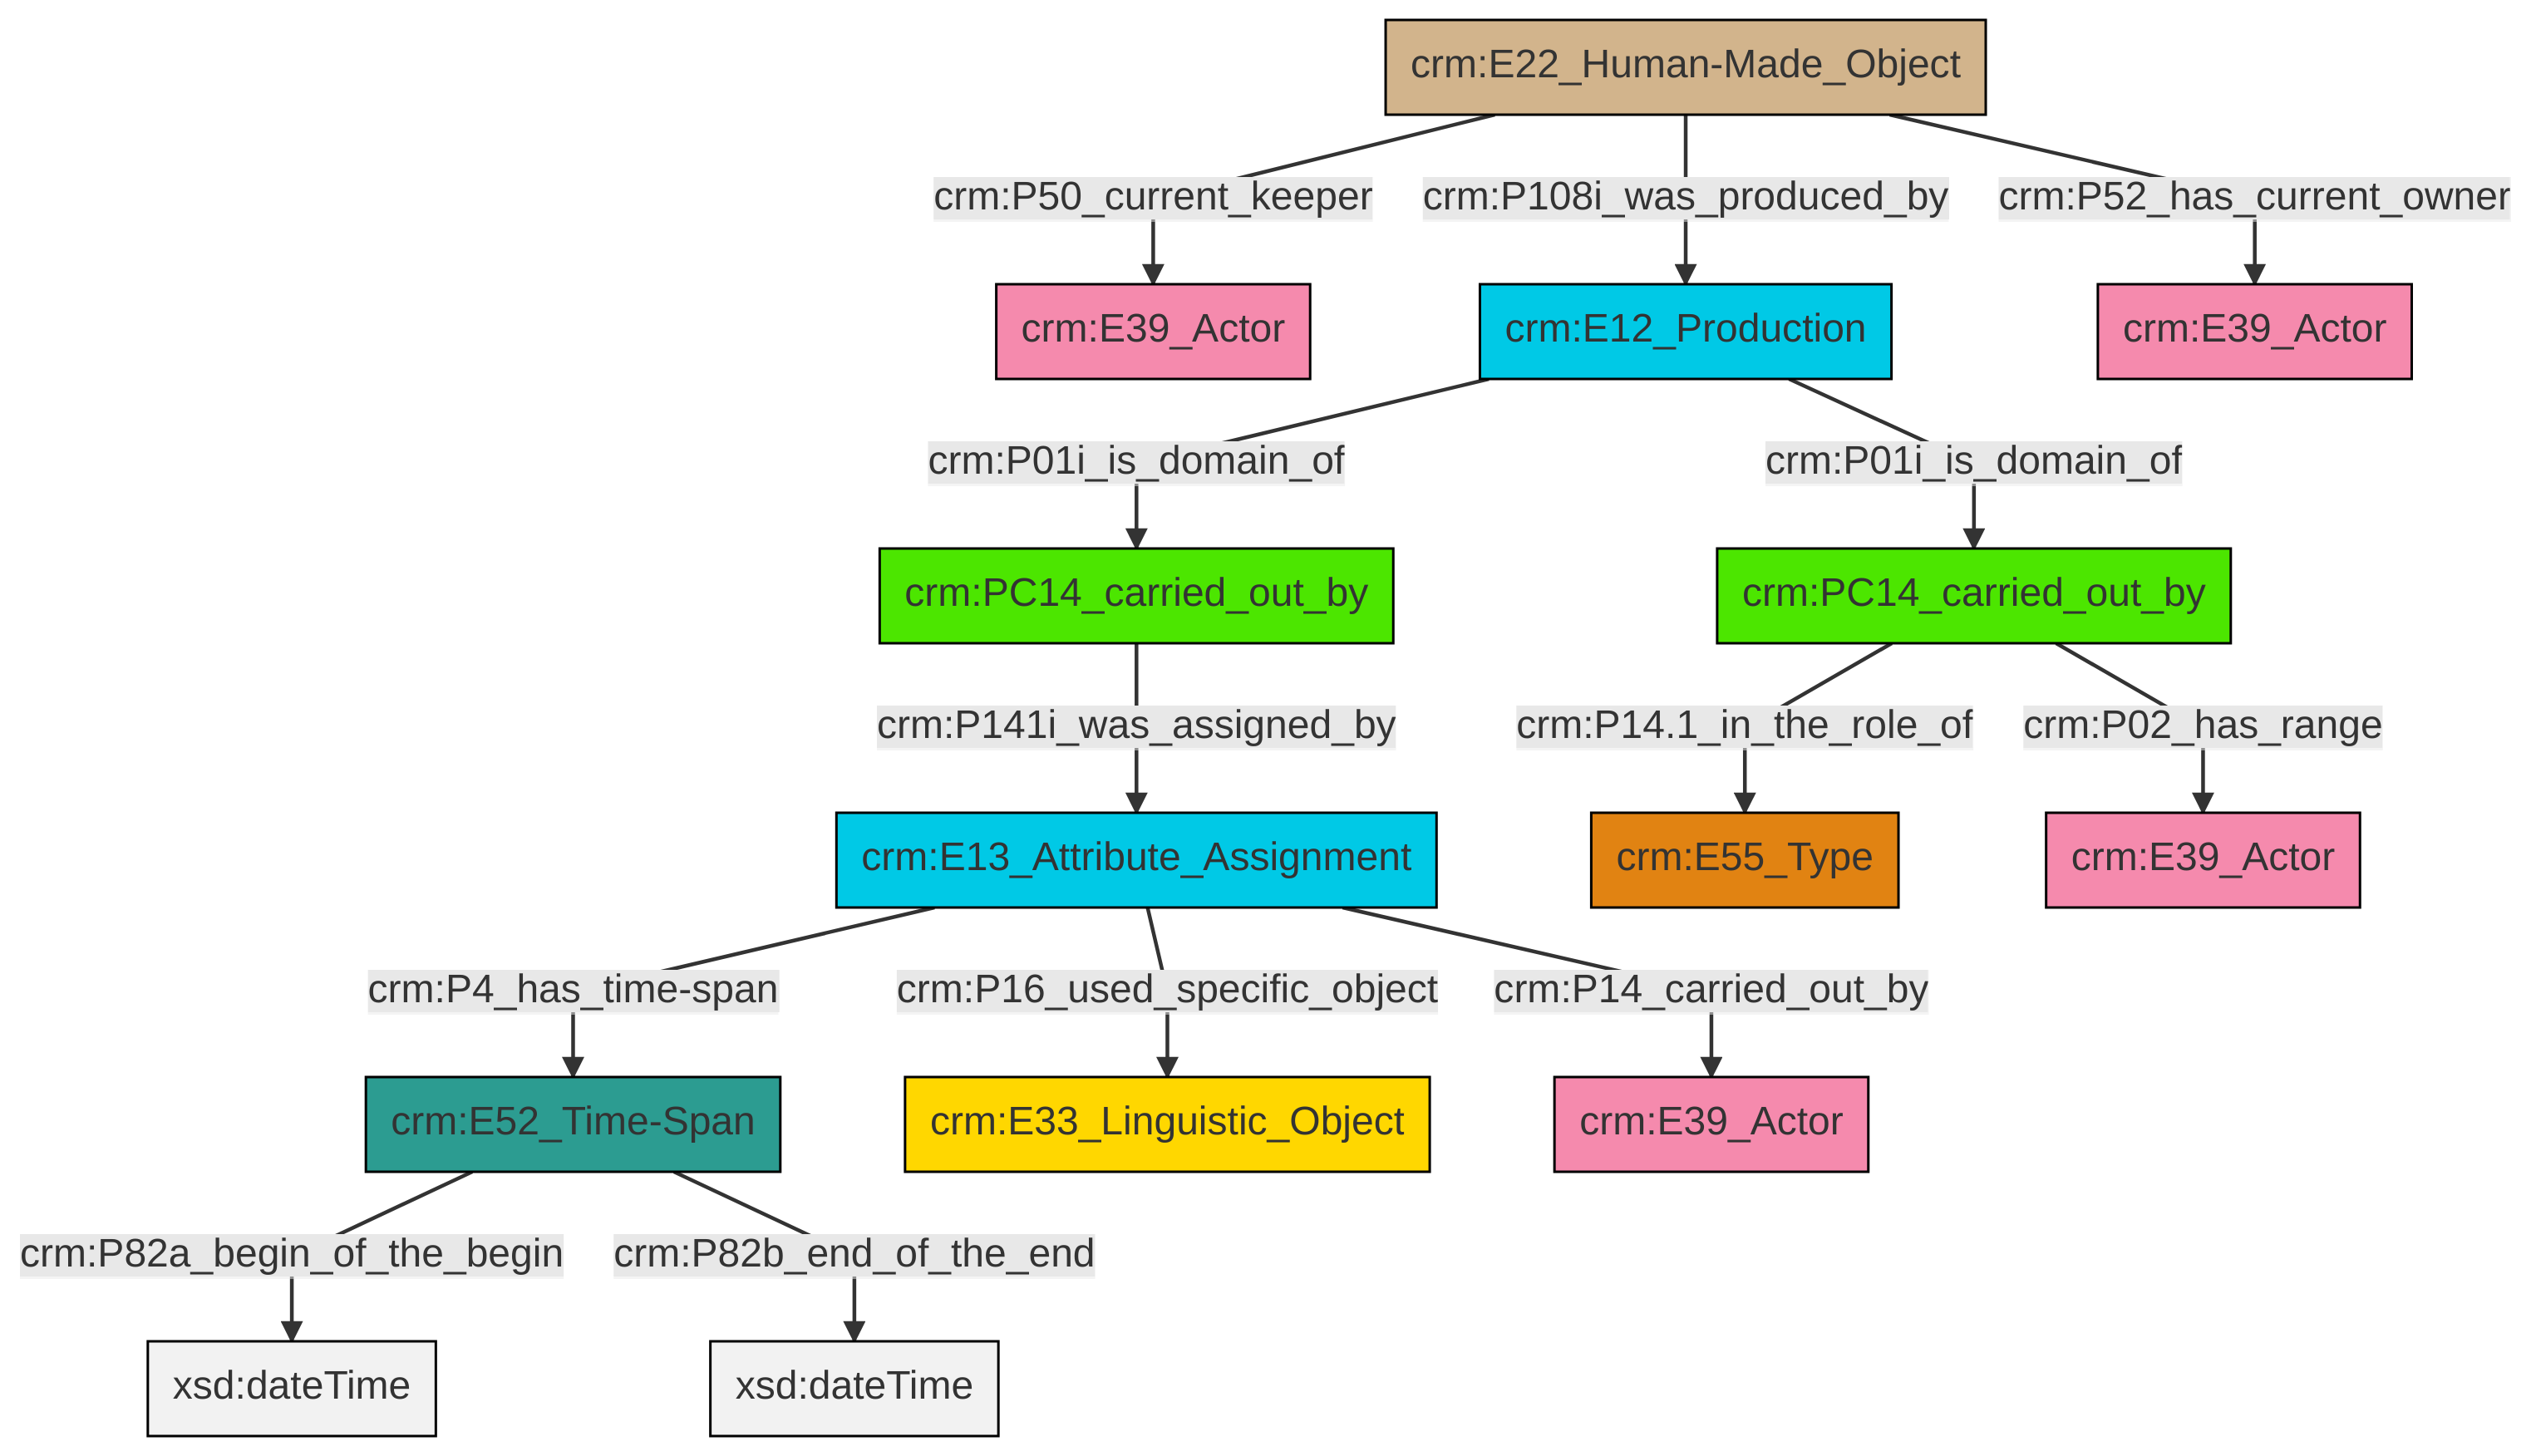 crm:E22_Human-Made_Object
crm:P50_current_keeper
crm:P108i_was_produced_by
crm:P52_has_current_owner
crm:E39_Actor
crm:E12_Production
crm:E39_Actor
crm:P01i_is_domain_of
crm:P01i_is_domain_of
crm:PC14_carried_out_by
crm:PC14_carried_out_by
crm:P141i_was_assigned_by
crm:P14.1_in_the_role_of
crm:P02_has_range
crm:E13_Attribute_Assignment
crm:E55_Type
crm:E39_Actor
crm:P4_has_time-span
crm:P16_used_specific_object
crm:P14_carried_out_by
crm:E52_Time-Span
crm:E33_Linguistic_Object
crm:E39_Actor
crm:P82a_begin_of_the_begin
crm:P82b_end_of_the_end
xsd:dateTime
xsd:dateTime